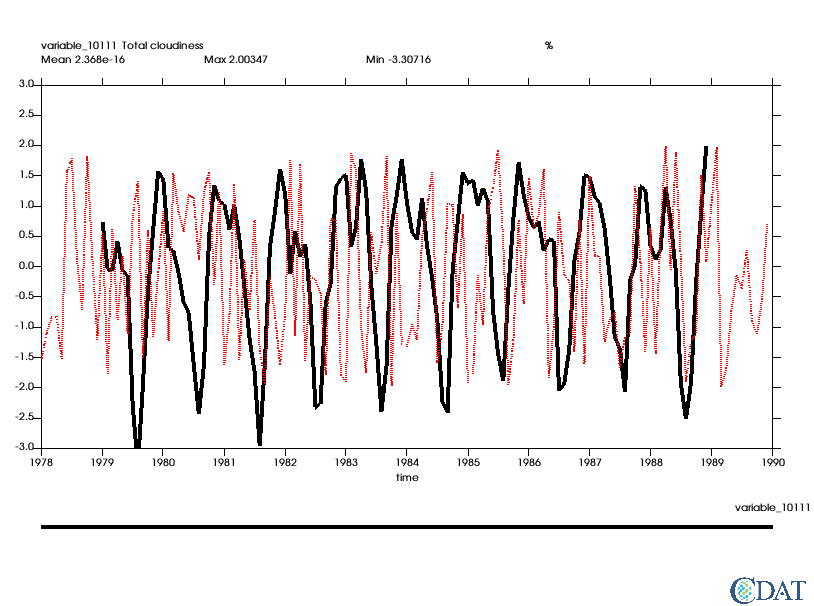 variable_10111 Total cloudiness %
Mean 2.368e-16 Max 2.00347 Min -3.30716
3.0
2.5
2.0
1.5
1.0
0.5
0.0
-0.5
-1.0
-1.5
-2.0
-2.5
-3.0
1978 1979 1980 1981 1982 1983 1984 1985 1986 1987 1988 1989 1990
time
variable_10111
CDAT